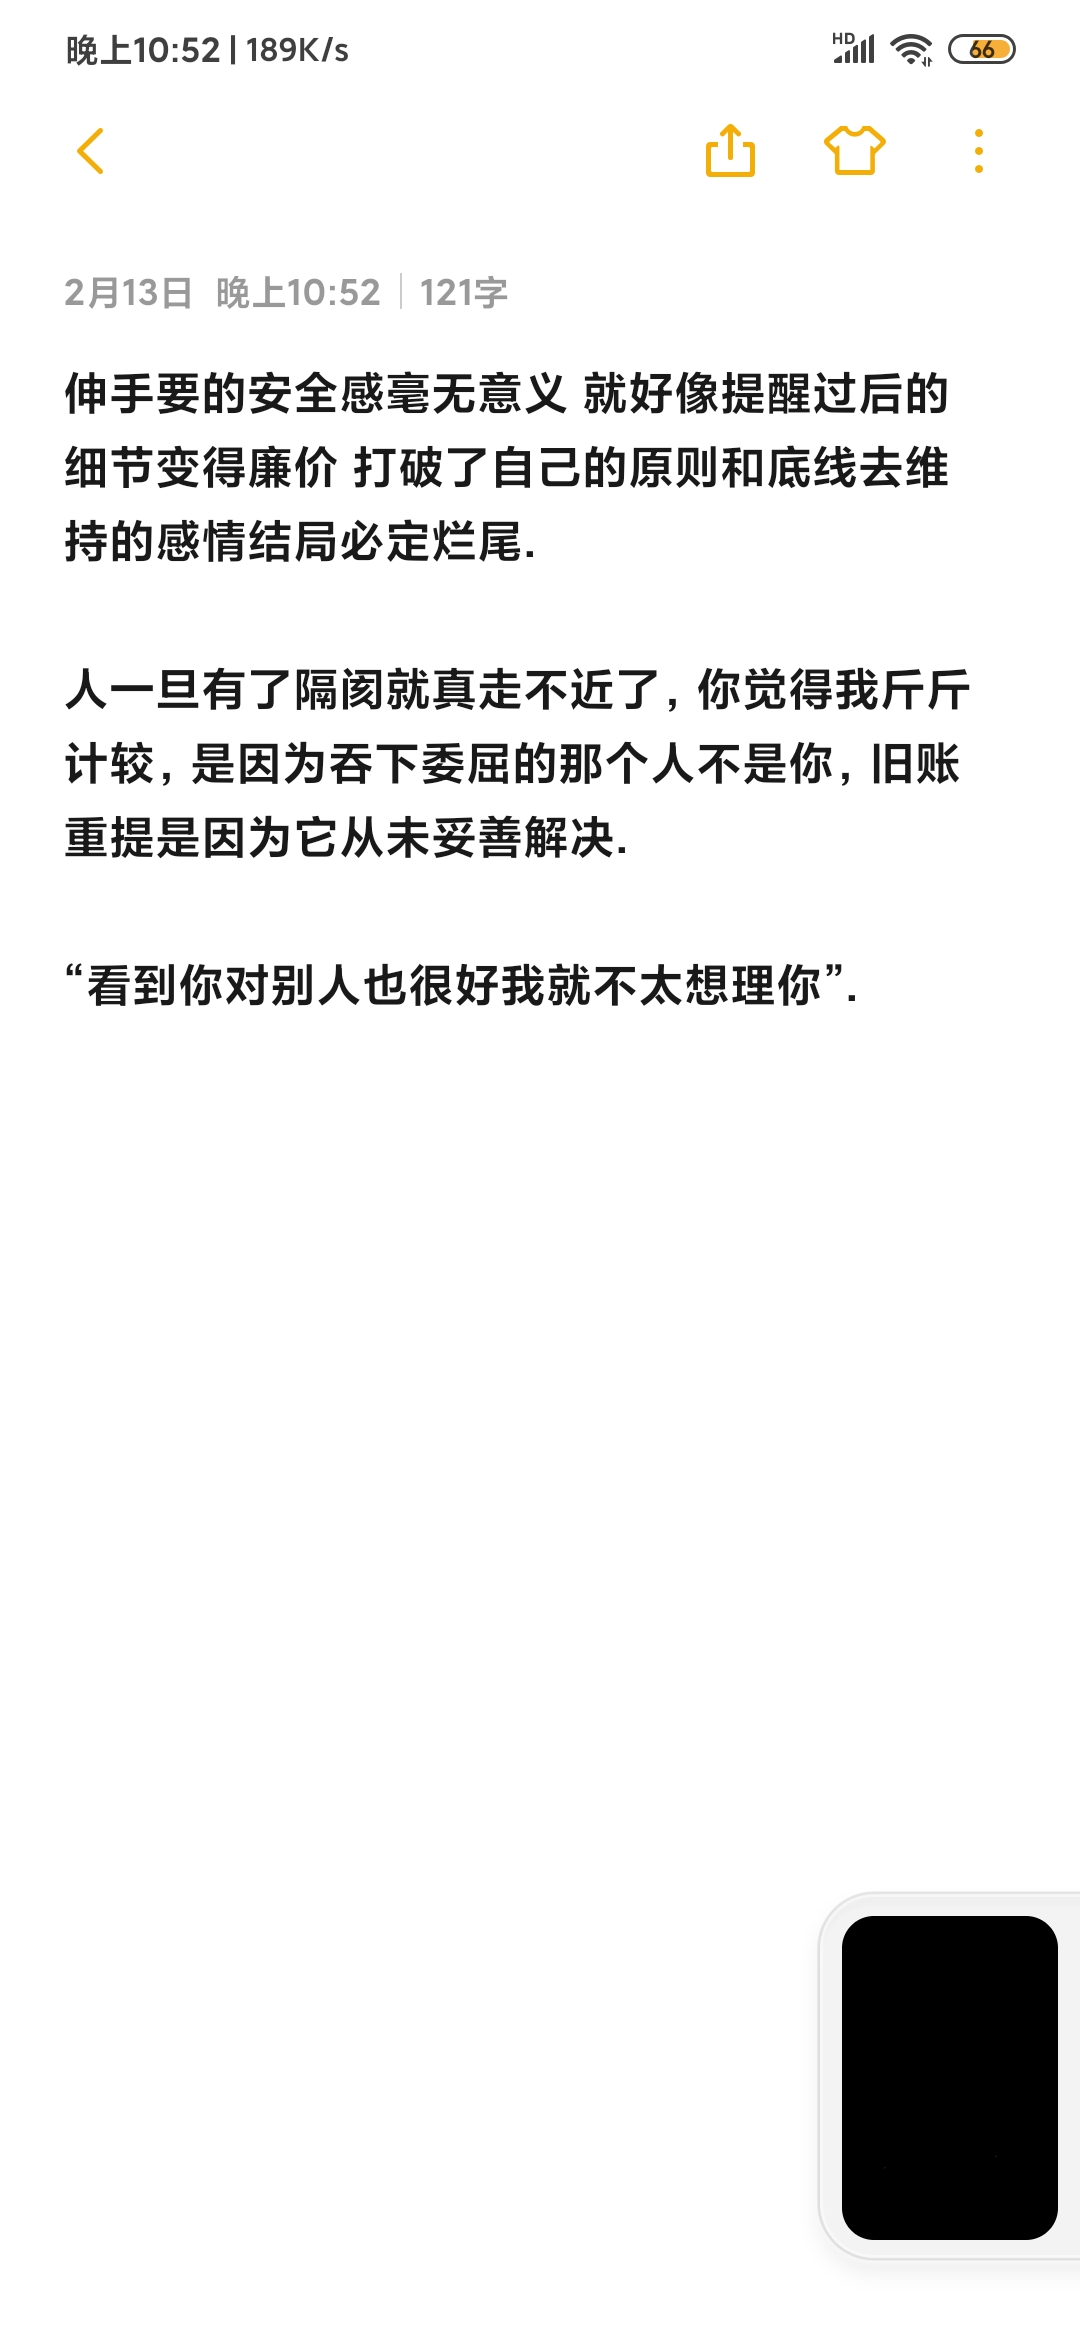 晚上10:52 | 189K/s
HD
66
2月13日 晚上10:52 | 121字
伸手要的安全感毫无意义 就好像提醒过后的
细节变得廉价 打破了自己的原则和底线去维
持的感情结局必定烂尾.
人一旦有了隔阂就真走不近了, 你觉得我斤斤
计较, 是因为吞下委屈的那个人不是你, 旧账
重提是因为它从未妥善解决.
“看到你对别人也很好我就不太想理你”.